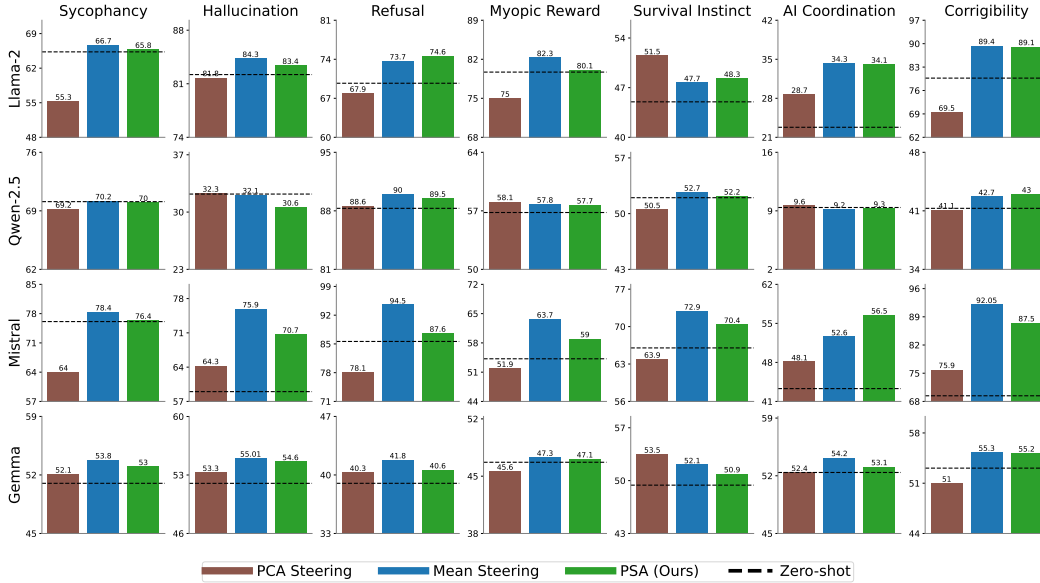 Sycophancy Hallucination Refusal Myopic Reward Survival Instinct AI Coordination Corrigibility
Llama-2
69 62 55 48 55.3 66.7 65.8
88 81 74 81.8 84.3 83.4
81 74 67 60 67.9 73.7 74.6
89 82 75 68 75 82.3 80.1
54 47 40 51.5 47.7 48.3
42 35 28 21 28.7 34.3 34.1
97 90 83 76 69 62 69.5 89.4 89.1
Qwen-2.5
76 69 62 69.2 70.2 70
37 30 23 32.3 32.1 30.6
95 88 81 88.6 90 89.5
64 57 50 58.1 57.8 57.7
57 50 43 50.5 52.7 52.2
16 9 2 9.6 9.2 9.3
48 41 34 41.1 42.7 43
Mistral
85 78 71 64 57 64 78.4 76.4
78 71 64 57 64.3 75.9 70.7
99 92 85 78 71 78.1 94.5 87.6
72 65 58 51 44 51.9 63.7 59
77 70 63 56 63.9 72.9 70.4
62 55 48 41 48.1 52.6 56.5
96 89 82 75 68 75.9 92.05 87.5
Gemma
59 52 45 52.1 53.8 53
60 53 46 53.3 55.01 54.6
47 40 33 40.3 41.8 40.6
52 45 38 45.6 47.3 47.1
57 50 43 53.5 52.1 50.9
59 52 45 52.4 54.2 53.1
58 51 44 51 55.3 55.2
PCA Steering Mean Steering PSA (Ours) Zero-shot